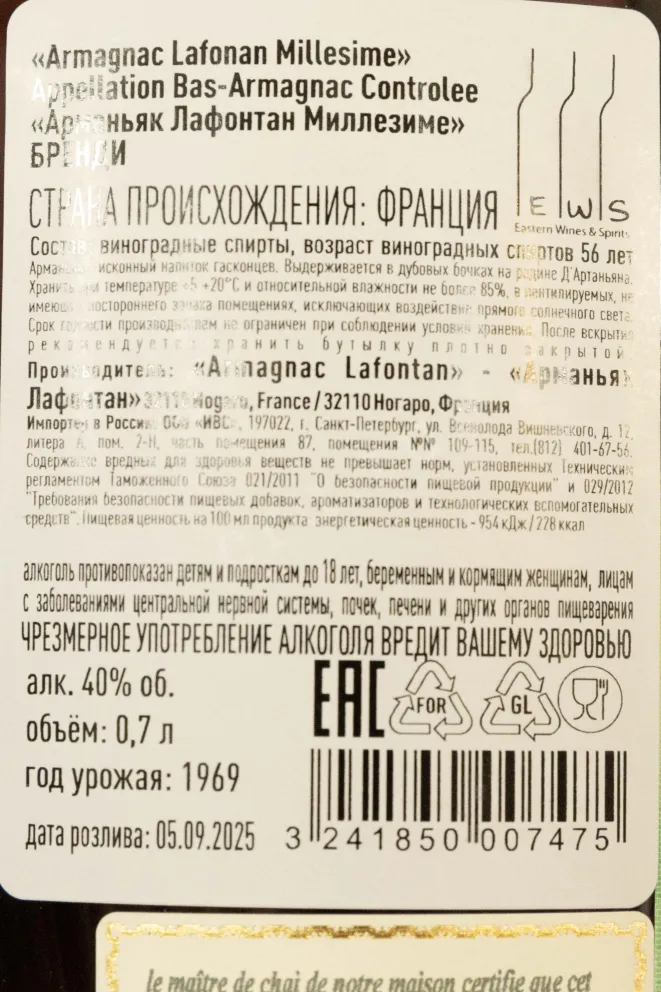 «Armagnac Lafonan Millesime»
Appellation Bas-Armagnac Controlee
«Арманьяк Лафонтан Миллезиме»
БРЕНДИ
СТРАНА ПРОИСХОЖДЕНИЯ: ФРАНЦИЯ
EWS
Eastern Wines & Spirits
Состав: виноградные спирты, возраст виноградных спиртов 56 лет
Арманьяк исконный напиток гасконцев. Выдерживается в дубовых бочках на родине Д'Артаньяна.
Хранить при температуре +5 +20°С и относительной влажности не более 85%, в вентилируемых, не
имеющих постороннего запаха помещениях, исключающих воздействие прямого солнечного света.
Срок годности производителем не ограничен при соблюдении условий хранения. После вскрытия
рекомендуется хранить бутылку плотно закрытой
Производитель: «Armagnac Lafontan» - «Арманьяк
Лафонтан» 32110 Nogaro, France / 32110 Ногаро, Франция
Импортер в России: ООО «ИВС», 197022, г. Санкт-Петербург, ул. Всеволода Вишневского, д. 12,
литера А, пом. 2-Н, часть помещения 87, помещения №№ 109-115, тел.(812) 401-67-56.
Содержание вредных для здоровья веществ не превышает норм, установленных Техническим
регламентом Таможенного Союза 021/2011 "О безопасности пищевой продукции" и 029/2012
"Требования безопасности пищевых добавок, ароматизаторов и технологических вспомогательных
средств". Пищевая ценность на 100 мл продукта: энергетическая ценность - 954 кДж/228 ккал
алкоголь противопоказан детям и подросткам до 18 лет, беременным и кормящим женщинам, лицам
с заболеваниями центральной нервной системы, почек, печени и других органов пищеварения
ЧРЕЗМЕРНОЕ УПОТРЕБЛЕНИЕ АЛКОГОЛЯ ВРЕДИТ ВАШЕМУ ЗДОРОВЬЮ
алк. 40% об.
объём: 0,7 л
год урожая: 1969
дата розлива: 05.09.2025
EAC
FOR
GL
3 241850 007475
le maître de chai de notre maison certifie que cet